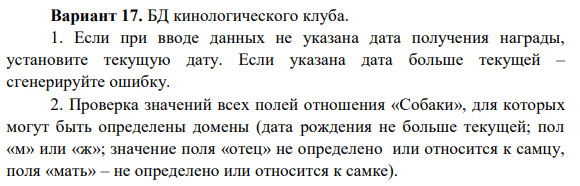 Вариант 17. БД кинологического клуба.
1. Если при вводе данных не указана дата получения награды,
установите текущую дату. Если указана дата больше текущей –
сгенерируйте ошибку.
2. Проверка значений всех полей отношения «Собаки», для которых
могут быть определены домены (дата рождения не больше текущей; пол
«м» или «ж»; значение поля «отец» не определено или относится к самцу,
поля «мать» – не определено или относится к самке).